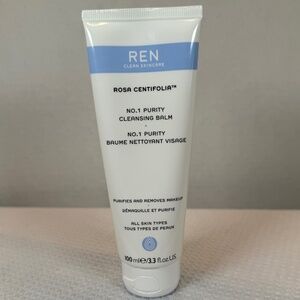 REN
CLEAN SKINCARE
ROSA CENTIFOLIA™
NO.1 PURITY
CLEANSING BALM
•
NO.1 PURITY
BAUME NETTOYANT VISAGE
PURIFIES AND REMOVES MAKEUP
DÉMAQUILLE ET PURIFIE
ALL SKIN TYPES
TOUS TYPES DE PEAUX
100 ml ℮/3.3 fl.oz.US